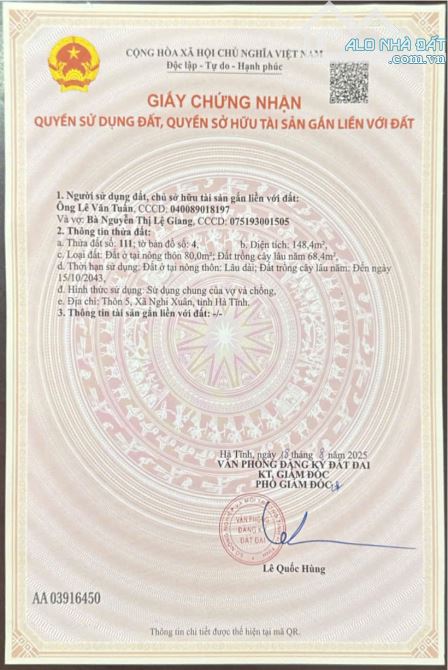 ALO NHÀ ĐẤT
.com.vn
CỘNG HÒA XÃ HỘI CHỦ NGHĨA VIỆT NAM
Độc lập - Tự do - Hạnh phúc
GIẤY CHỨNG NHẬN
QUYỀN SỬ DỤNG ĐẤT, QUYỀN SỞ HỮU TÀI SẢN GẮN LIỀN VỚI ĐẤT
1. Người sử dụng đất, chủ sở hữu tài sản gắn liền với đất:
Ông Lê Văn Tuấn, CCCD: 040089018197
Và vợ: Bà Nguyễn Thị Lệ Giang, CCCD: 075193001505
2. Thông tin thửa đất:
a. Thửa đất số: 111; tờ bản đồ số: 4, b. Diện tích: 148,4m²;
c. Loại đất: Đất ở tại nông thôn 80,0m²; Đất trồng cây lâu năm 68,4m²;
d. Thời hạn sử dụng: Đất ở tại nông thôn: Lâu dài; Đất trồng cây lâu năm: Đến ngày
15/10/2043,
đ. Hình thức sử dụng: Sử dụng chung của vợ và chồng,
e. Địa chỉ: Thôn 5, Xã Nghi Xuân, tỉnh Hà Tĩnh.
3. Thông tin tài sản gắn liền với đất: -/-
Hà Tĩnh, ngày 18 tháng 8 năm 2025
VĂN PHÒNG ĐĂNG KÝ ĐẤT ĐAI
KT, GIÁM ĐỐC
PHÓ GIÁM ĐỐC
VĂN PHÒNG
ĐĂNG KÝ
ĐẤT ĐAI
Lê Quốc Hùng
AA 03916450
Thông tin chi tiết được thể hiện tại mã QR.